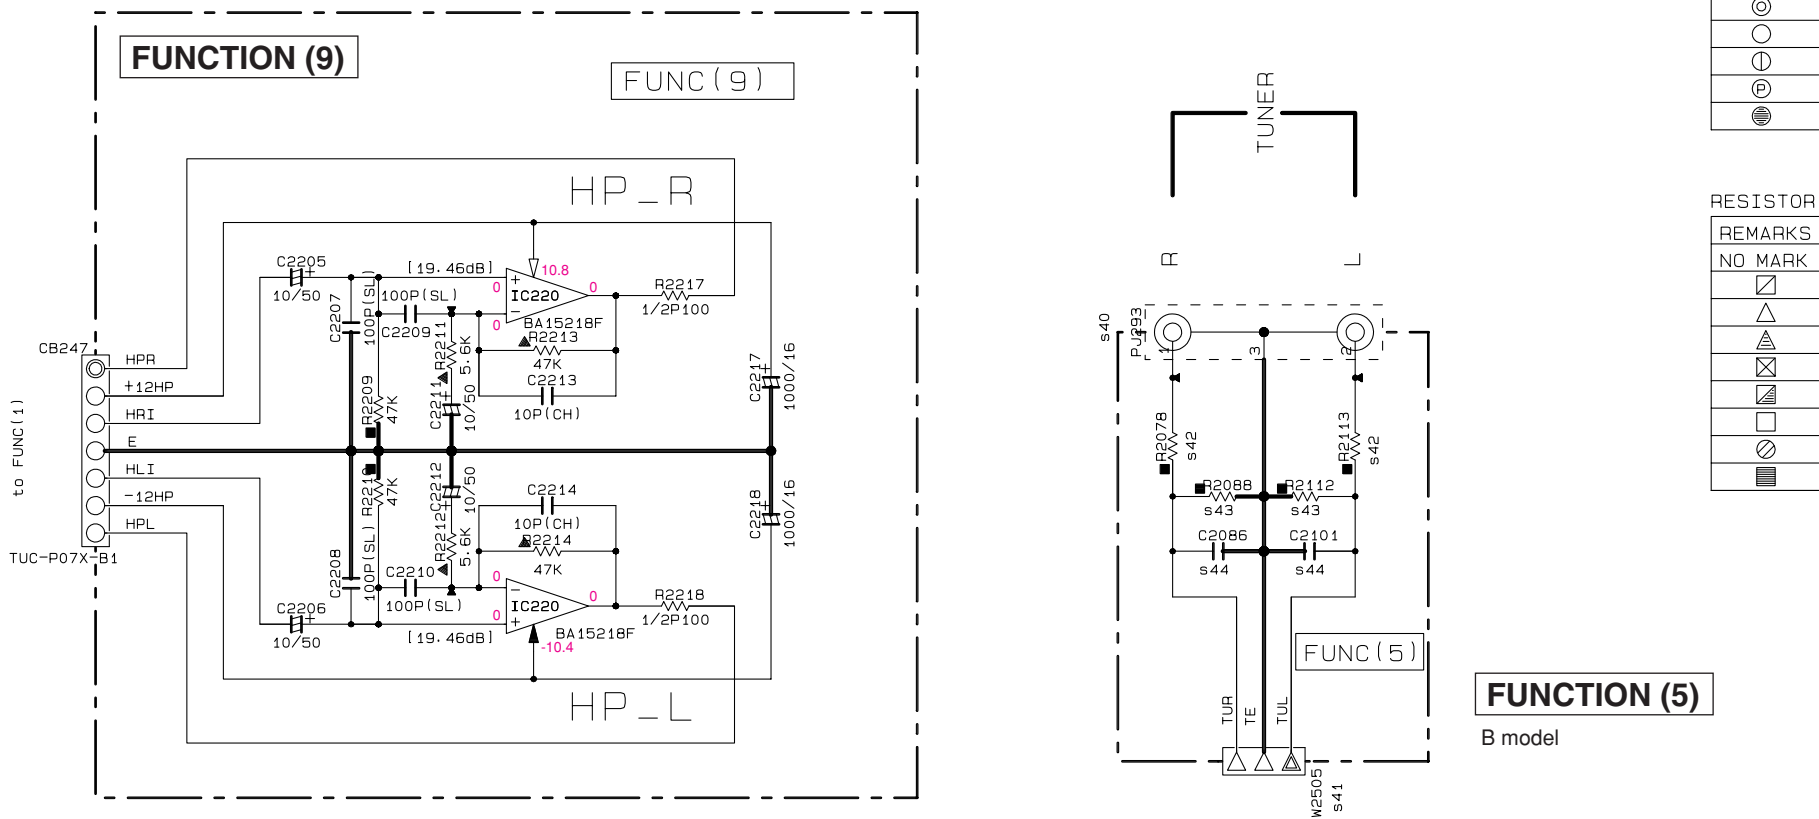 FUNCTION (9)
FUNC(9)
HP_R
C2205
10/50
+
[19.46dB]
10.8
0
0
+
IC220
−
0
BA15218F
R2217
1/2P100
C2207
100P(SL)
100P(SL)
C2209
R2211
5.6K
R2213
47K
C2213
10P(CH)
C2217
+
1000/16
C2211
+
10/50
R2209
47K
CB247
HPR
+12HP
HRI
E
HLI
-12HP
HPL
TUC-P07X-B1
to FUNC(1)
R2210
47K
C2212
+
10/50
C2214
10P(CH)
R2214
47K
R2212
5.6K
C2218
+
1000/16
C2208
100P(SL)
C2210
100P(SL)
C2206
10/50
+
[19.46dB]
0
0
−
IC220
+
0
BA15218F
-10.4
R2218
1/2P100
HP_L
TUNER
R
L
s40
PJ293
1
3
2
R2078
s42
R2113
s42
R2088
s43
R2112
s43
C2086
s44
C2101
s44
FUNC(5)
TUR
TE
TUL
W2505
s41
FUNCTION (5)
B model
P
RESISTOR
REMARKS
NO MARK